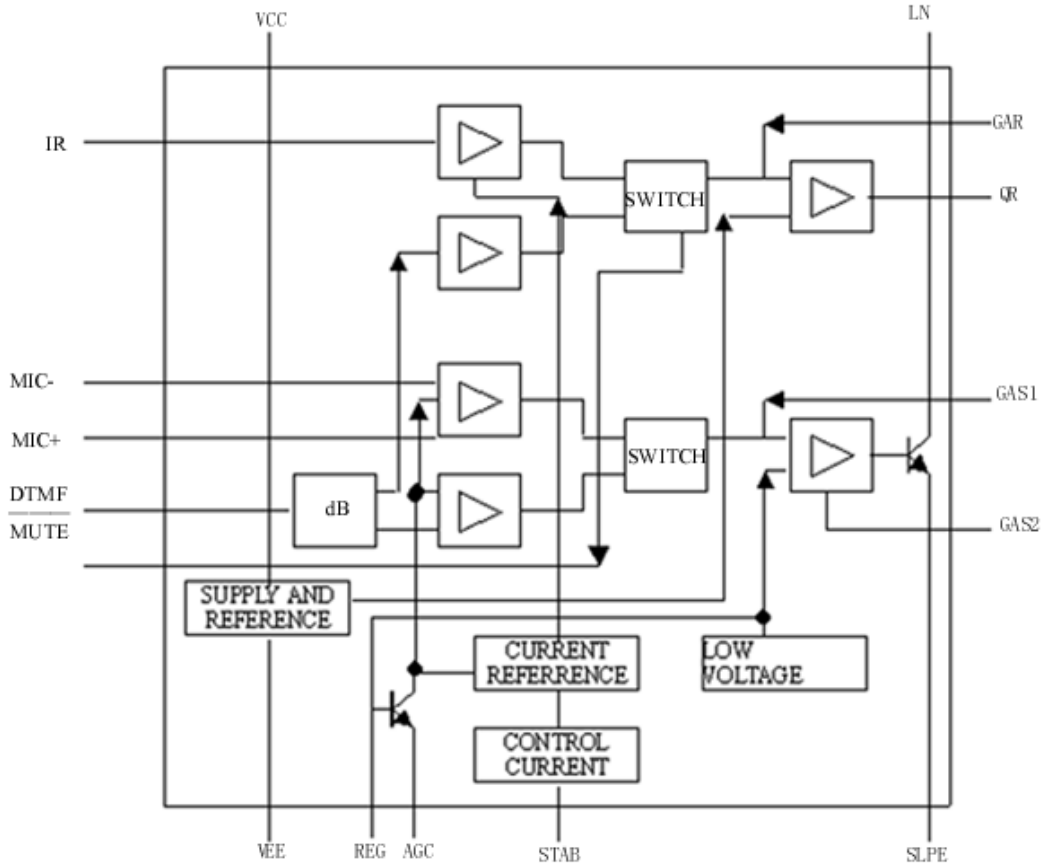 VCC
LN
IR
GAR
SWITCH
QR
MIC-
GAS1
MIC+
SWITCH
DTMF
dB
MUTE
GAS2
SUPPLY AND
REFERENCE
CURRENT
REFERRENCE
LOW
VOLTAGE
CONTROL
CURRENT
VEE
REG
AGC
STAB
SLPE